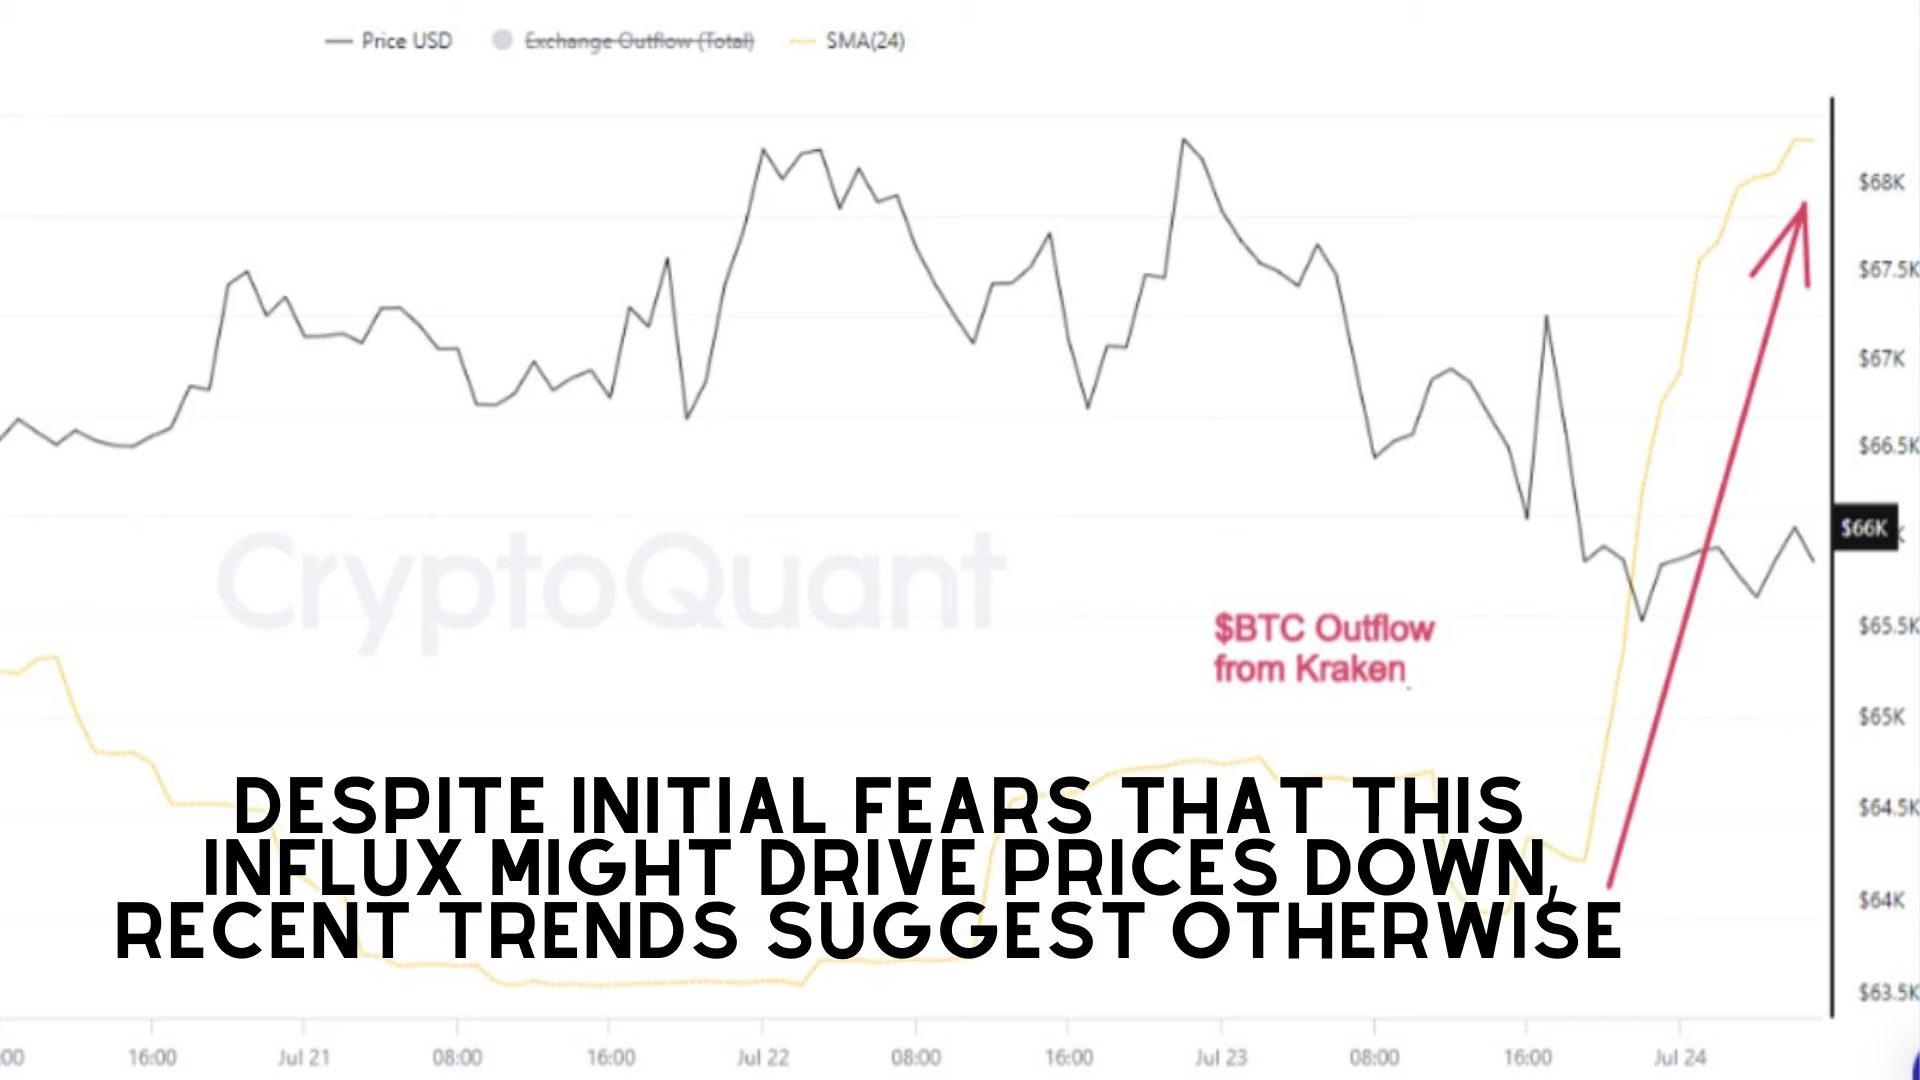 Price USD
Exchange Outflow (Total)
SMA(24)
$68K
$67.5K
$67K
$66.5K
$66K
$65.5K
$65K
$64.5K
$64K
$63.5K
CryptoQuant
$BTC Outflow
from Kraken
DESPITE INITIAL FEARS THAT THIS
INFLUX MIGHT DRIVE PRICES DOWN,
RECENT TRENDS SUGGEST OTHERWISE
:00
16:00
Jul 21
08:00
16:00
Jul 22
08:00
16:00
Jul 23
08:00
16:00
Jul 24